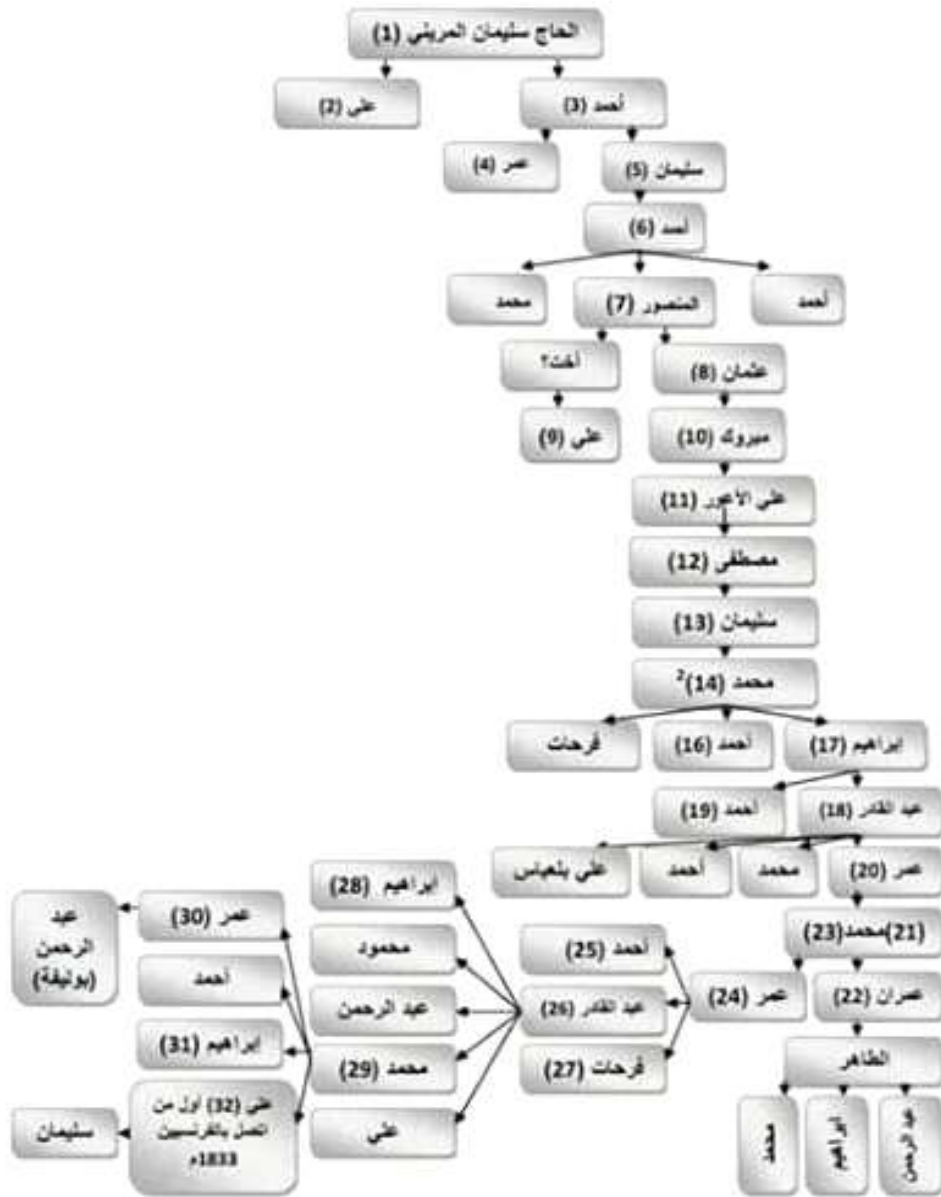 الحاج سليمان المريني (1)
علي (2)
أحمد (3)
عمر (4)
سليمان (5)
أحمد (6)
أحمد
المنصور (7)
محمد
عثمان (8)
أخت؟
مبروك (10)
علي (9)
علي الأعور (11)
مصطفى (12)
سليمان (13)
محمد (14)²
إبراهيم (17)
أحمد (16)
فرحات
عبد القادر (18)
أحمد (19)
عمر (20)
محمد
أحمد
علي بلعباس
(21)محمد(23)
عمران (22)
عمر (24)
الطاهر
عبد الرحمن
ابراهيم
محمد
أحمد (25)
عبد القادر (26)
فرحات (27)
ابراهيم (28)
محمود
عبد الرحمن
محمد (29)
علي
عمر (30)
أحمد
إبراهيم (31)
علي (32) أول من
اتصل بالفرنسيين
1833م
عبد
الرحمن
(بوليفة)
سليمان